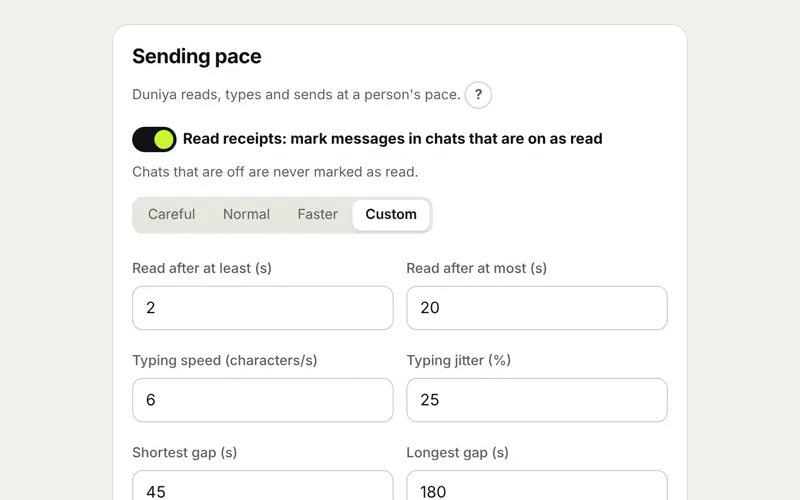 Sending pace
Duniya reads, types and sends at a person's pace. ?
Read receipts: mark messages in chats that are on as read
Chats that are off are never marked as read.
Careful Normal Faster Custom
Read after at least (s) Read after at most (s)
2 20
Typing speed (characters/s) Typing jitter (%)
6 25
Shortest gap (s) Longest gap (s)
45 180